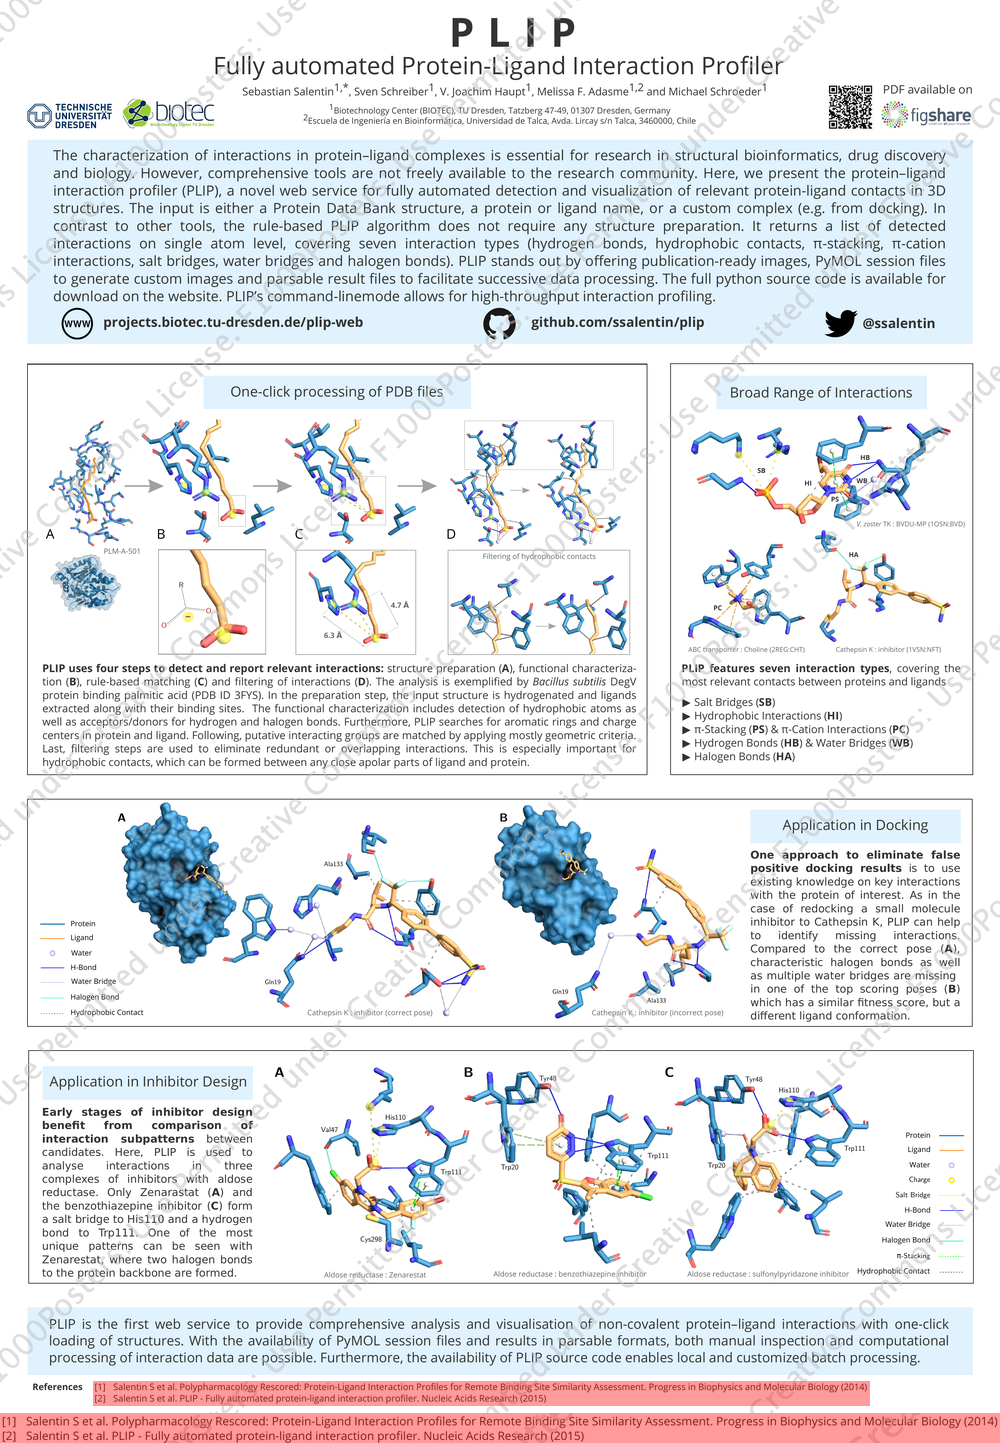 PLIP
Fully automated Protein-Ligand Interaction Profiler
Sebastian Salentin1,*, Sven Schreiber1, V. Joachim Haupt1, Melissa F. Adasme1,2 and Michael Schroeder1
1Biotechnology Center (BIOTEC), TU Dresden, Tatzberg 47-49, 01307 Dresden, Germany
2Escuela de Ingeniería en Bioinformática, Universidad de Talca, Avda. Lircay s/n Talca, 3460000, Chile
TECHNISCHE
UNIVERSITÄT
DRESDEN
biotec
PDF available on
figshare
The characterization of interactions in protein–ligand complexes is essential for research in structural bioinformatics, drug discovery
and biology. However, comprehensive tools are not freely available to the research community. Here, we present the protein–ligand
interaction profiler (PLIP), a novel web service for fully automated detection and visualization of relevant protein-ligand contacts in 3D
structures. The input is either a Protein Data Bank structure, a protein or ligand name, or a custom complex (e.g. from docking). In
contrast to other tools, the rule-based PLIP algorithm does not require any structure preparation. It returns a list of detected
interactions on single atom level, covering seven interaction types (hydrogen bonds, hydrophobic contacts, π-stacking, π-cation
interactions, salt bridges, water bridges and halogen bonds). PLIP stands out by offering publication-ready images, PyMOL session files
to generate custom images and parsable result files to facilitate successive data processing. The full python source code is available for
download on the website. PLIP's command-linemode allows for high-throughput interaction profiling.
www
projects.biotec.tu-dresden.de/plip-web
github.com/ssalentin/plip
@ssalentin
One-click processing of PDB files
A
B
C
D
PLM-A-S01
R
O
O
4.7 Å
6.3 Å
Filtering of hydrophobic contacts
PLIP uses four steps to detect and report relevant interactions: structure preparation (A), functional characteriza-
tion (B), rule-based matching (C) and filtering of interactions (D). The analysis is exemplified by Bacillus subtilis DegV
protein binding palmitic acid (PDB ID 3FYS). In the preparation step, the input structure is hydrogenated and ligands
extracted along with their binding sites. The functional characterization includes detection of hydrophobic atoms as
well as acceptors/donors for hydrogen and halogen bonds. Furthermore, PLIP searches for aromatic rings and charge
centers in protein and ligand. Following, putative interacting groups are matched by applying mostly geometric criteria.
Last, filtering steps are used to eliminate redundant or overlapping interactions. This is especially important for
hydrophobic contacts, which can be formed between any close apolar parts of ligand and protein.
Broad Range of Interactions
SB
HB
HI
WB
PS
V. zoster TK : BVDU-MP (1OSN:BVD)
PC
HA
ABC transporter : Choline (2REG:CHT)
Cathepsin K : inhibitor (1VSN:NFT)
PLIP features seven interaction types, covering the
most relevant contacts between proteins and ligands
▶ Salt Bridges (SB)
▶ Hydrophobic Interactions (HI)
▶ π-Stacking (PS) & π-Cation Interactions (PC)
▶ Hydrogen Bonds (HB) & Water Bridges (WB)
▶ Halogen Bonds (HA)
A
B
Ala133
Gln19
Protein
Ligand
Water
H-Bond
Water Bridge
Halogen Bond
Hydrophobic Contact
Cathepsin K : inhibitor (correct pose)
Gln19
Ala133
Cathepsin K : inhibitor (incorrect pose)
Application in Docking
One approach to eliminate false
positive docking results is to use
existing knowledge on key interactions
with the protein of interest. As in the
case of redocking a small molecule
inhibitor to Cathepsin K, PLIP can help
to identify missing interactions.
Compared to the correct pose (A),
characteristic halogen bonds as well
as multiple water bridges are missing
in one of the top scoring poses (B)
which has a similar fitness score, but a
different ligand conformation.
Application in Inhibitor Design
Early stages of inhibitor design
benefit from comparison of
interaction subpatterns between
candidates. Here, PLIP is used to
analyse interactions in three
complexes of inhibitors with aldose
reductase. Only Zenarastat (A) and
the benzothiazepine inhibitor (C) form
a salt bridge to His110 and a hydrogen
bond to Trp111. One of the most
unique patterns can be seen with
Zenarestat, where two halogen bonds
to the protein backbone are formed.
A
Val47
His110
Trp111
Cys298
Aldose reductase : Zenarestat
B
Tyr48
Trp20
Trp111
Aldose reductase : benzothiazepine inhibitor
C
Tyr48
His110
Trp20
Trp111
Aldose reductase : sulfonylpyridazone inhibitor
Protein
Ligand
Water
Charge
Salt Bridge
H-Bond
Water Bridge
Halogen Bond
π-Stacking
Hydrophobic Contact
PLIP is the first web service to provide comprehensive analysis and visualisation of non-covalent protein–ligand interactions with one-click
loading of structures. With the availability of PyMOL session files and results in parsable formats, both manual inspection and computational
processing of interaction data are possible. Furthermore, the availability of PLIP source code enables local and customized batch processing.
References
[1] Salentin S et al. Polypharmacology Rescored: Protein-Ligand Interaction Profiles for Remote Binding Site Similarity Assessment. Progress in Biophysics and Molecular Biology (2014)
[2] Salentin S et al. PLIP - Fully automated protein-ligand interaction profiler. Nucleic Acids Research (2015)
[1] Salentin S et al. Polypharmacology Rescored: Protein-Ligand Interaction Profiles for Remote Binding Site Similarity Assessment. Progress in Biophysics and Molecular Biology (2014)
[2] Salentin S et al. PLIP - Fully automated protein-ligand interaction profiler. Nucleic Acids Research (2015)
F1000Posters: Use Permitted under Creative Commons License.